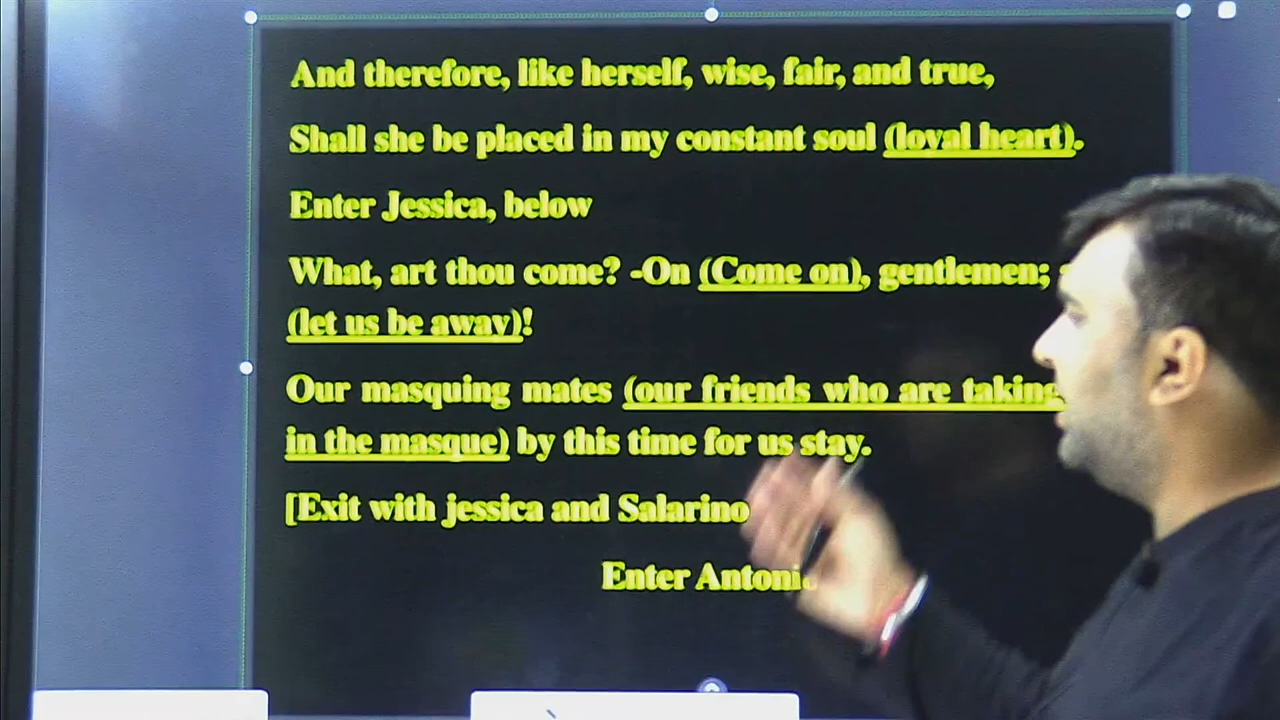 And therefore, like herself, wise, fair, and true,
Shall she be placed in my constant soul (loyal heart).
Enter Jessica, below
What, art thou come? -On (Come on), gentlemen;
(let us be away)!
Our masquing mates (our friends who are taking
in the masque) by this time for us stay.
[Exit with jessica and Salarino
Enter Antonio